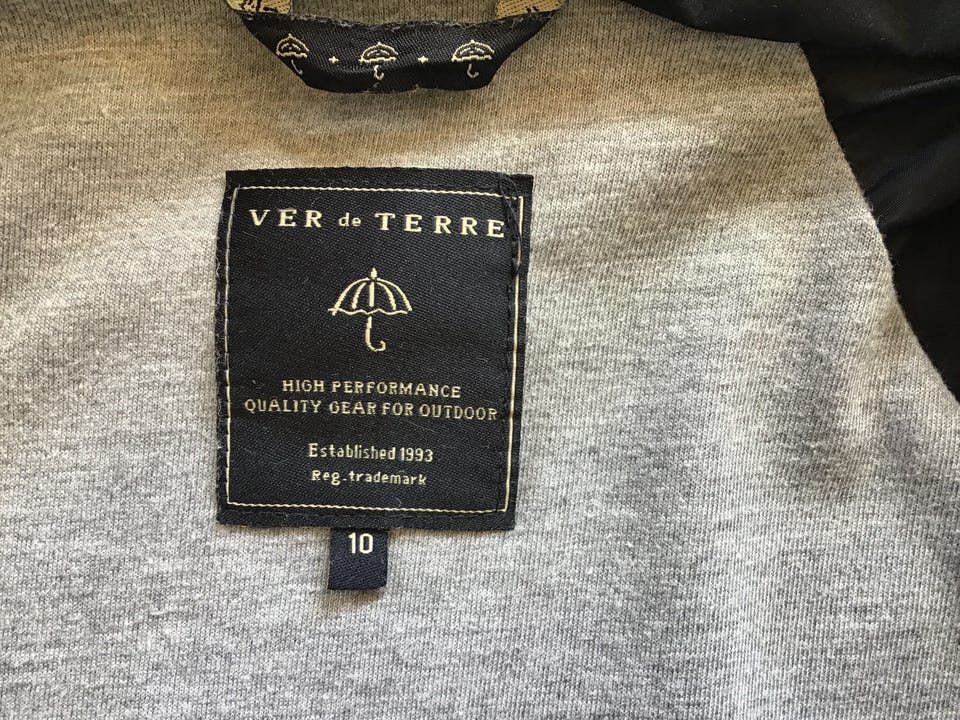 VER de TERRE
HIGH PERFORMANCE
QUALITY GEAR FOR OUTDOOR
Established 1993
Reg. trademark
10